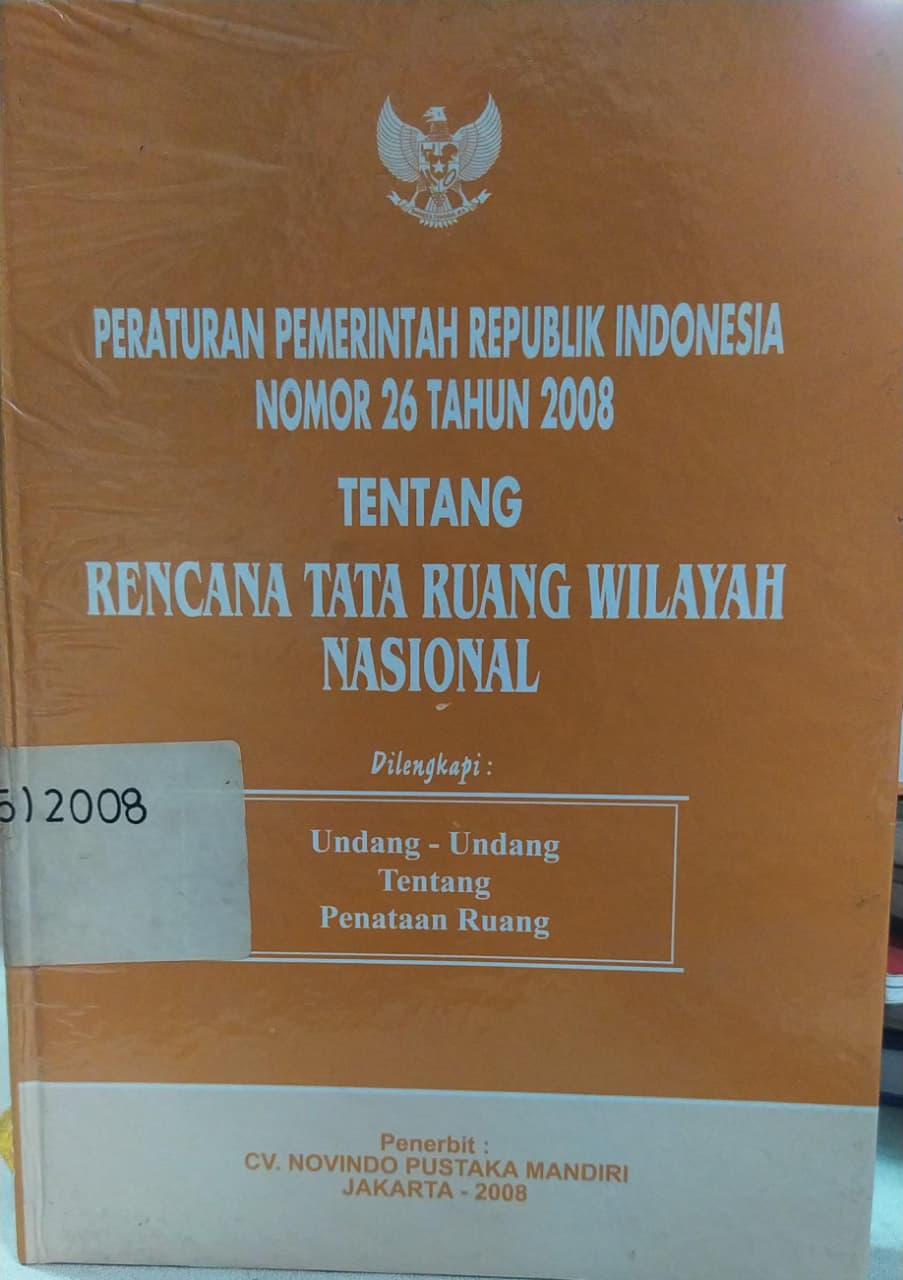 PERATURAN PEMERINTAH REPUBLIK INDONESIA
NOMOR 26 TAHUN 2008
TENTANG
RENCANA TATA RUANG WILAYAH
NASIONAL
Dilengkapi :
5) 2008
Undang - Undang
Tentang
Penataan Ruang
Penerbit :
CV. NOVINDO PUSTAKA MANDIRI
JAKARTA - 2008